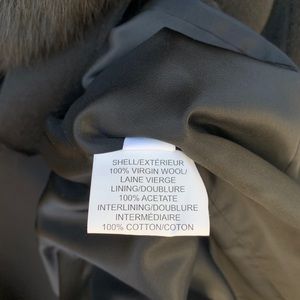 SHELL/EXTÉRIEUR
100% VIRGIN WOOL/
LAINE VIERGE
LINING/DOUBLURE
100% ACETATE
INTERLINING/DOUBLURE
INTERMÉDIAIRE
100% COTTON/COTON